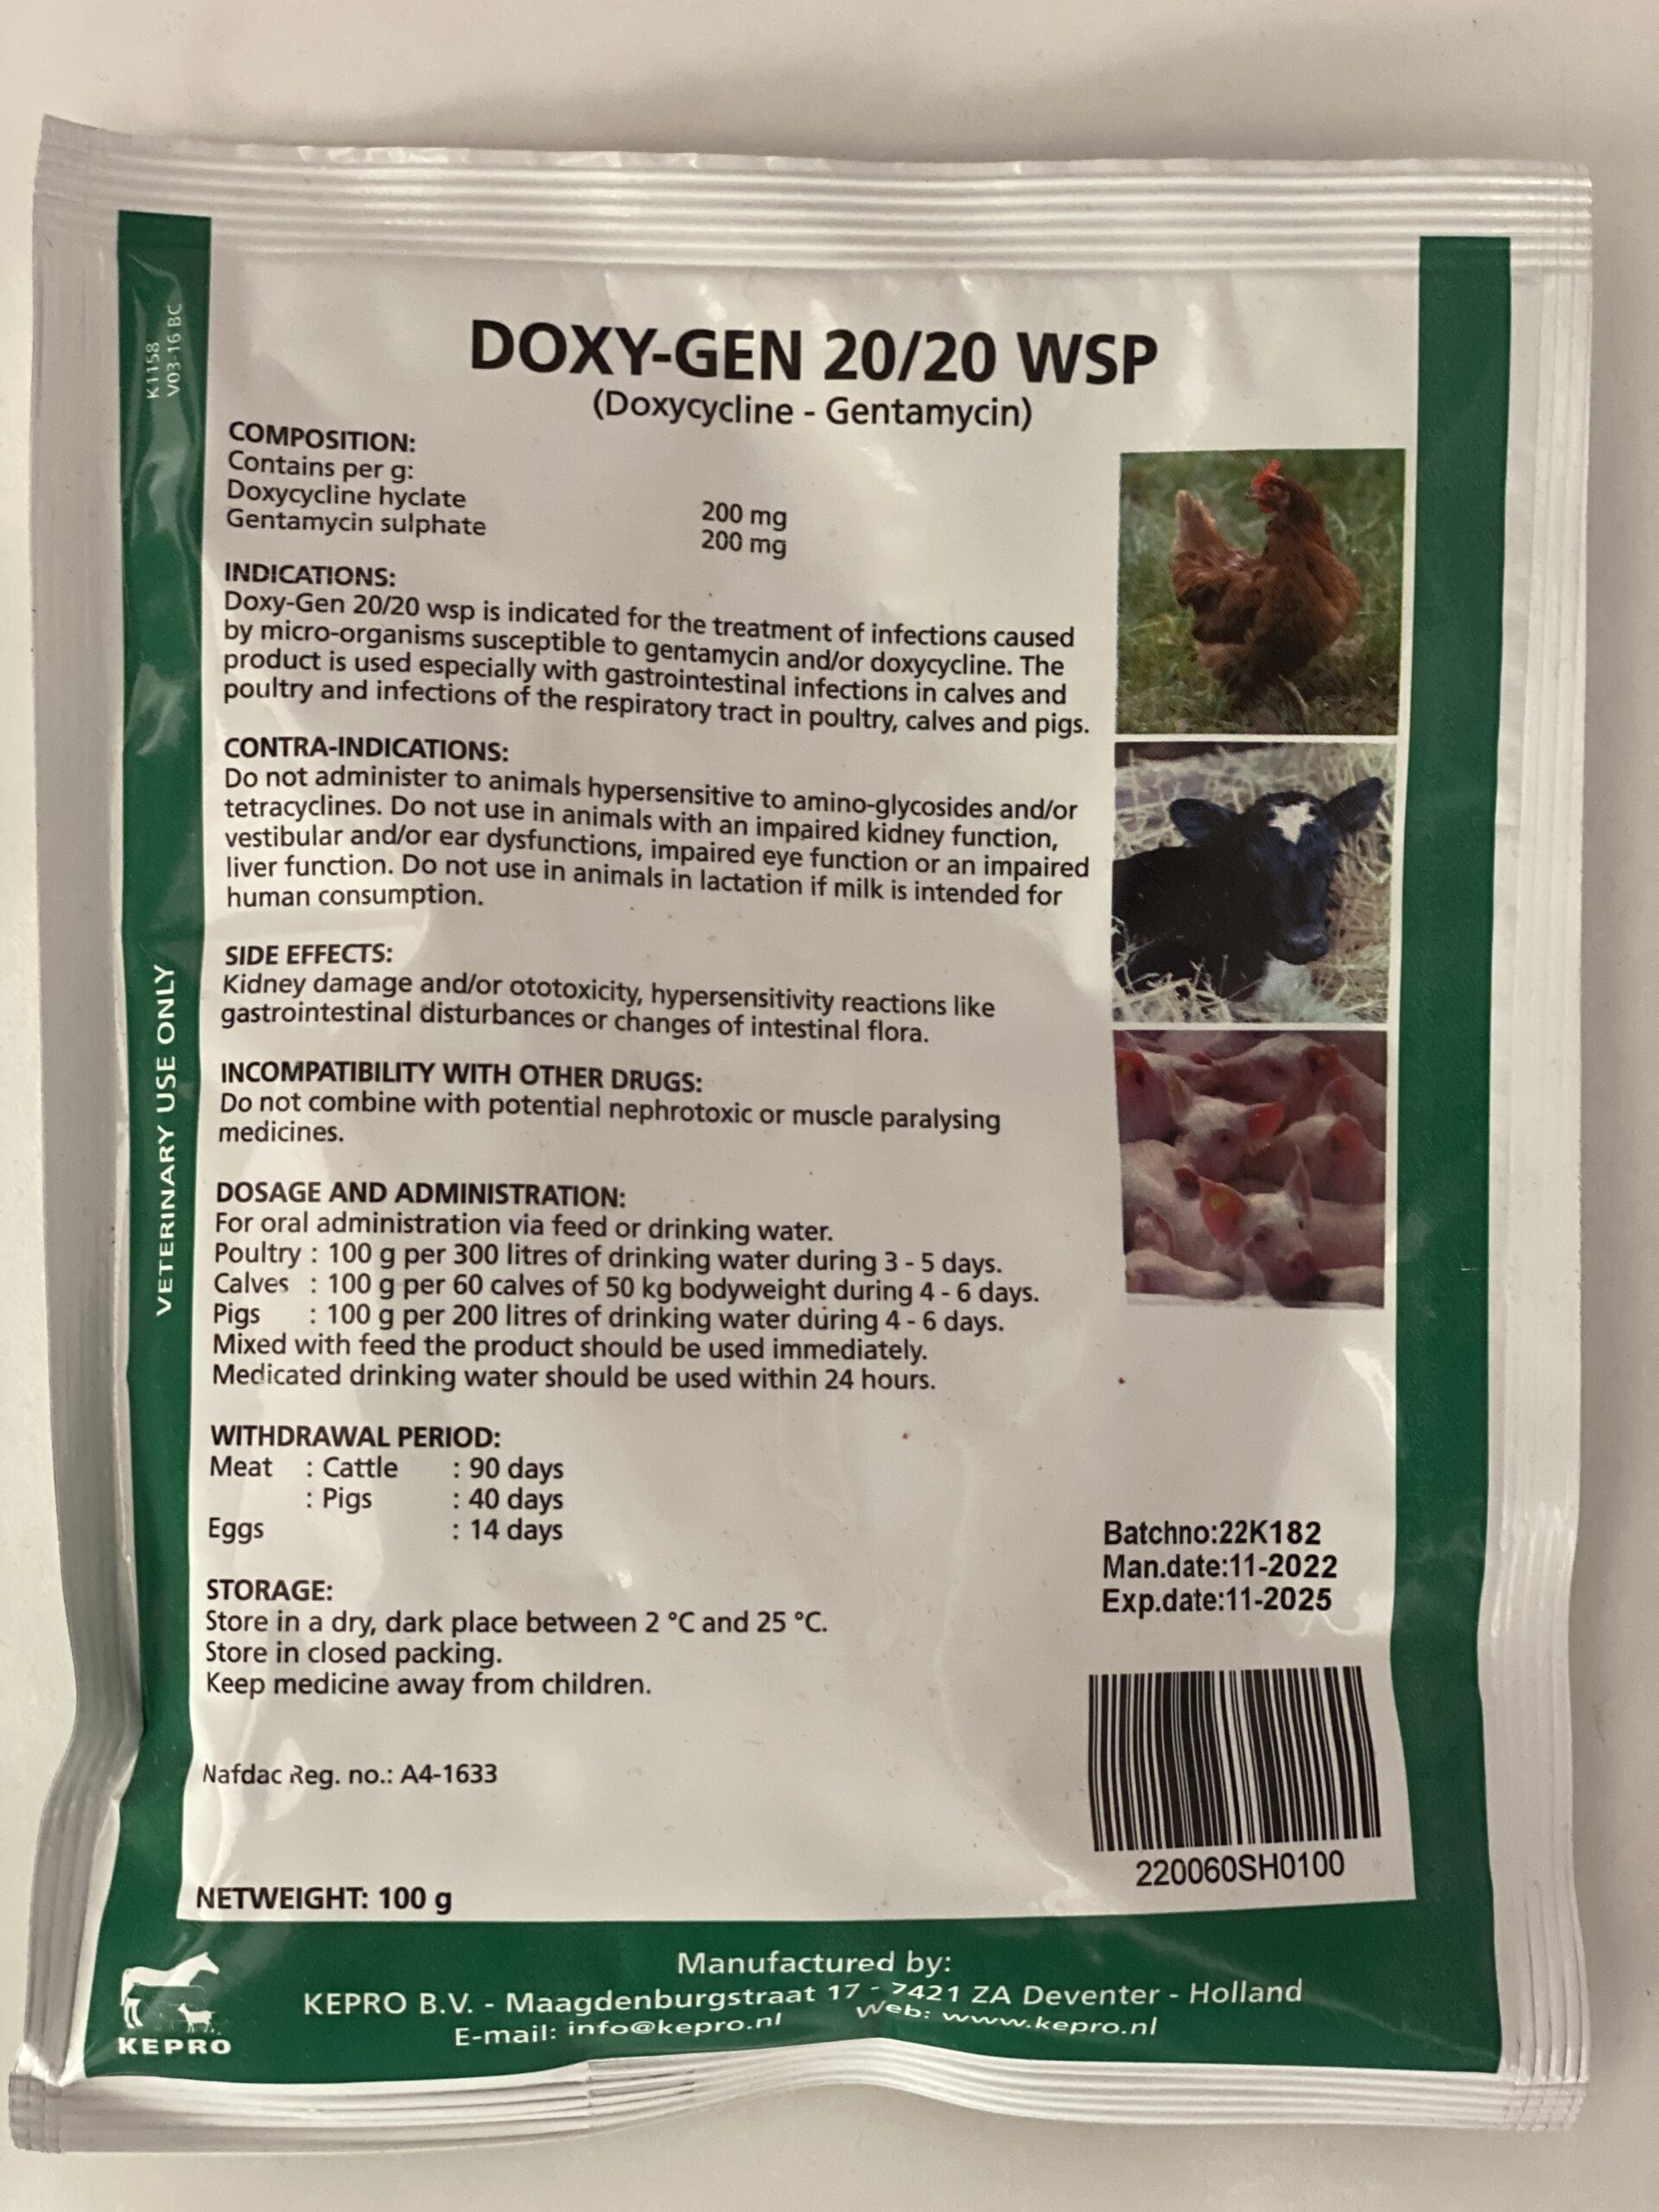 K1158
V03-16 BC
DOXY-GEN 20/20 WSP
(Doxycycline - Gentamycin)
COMPOSITION:
Contains per g:
Doxycycline hyclate 200 mg
Gentamycin sulphate 200 mg
INDICATIONS:
Doxy-Gen 20/20 wsp is indicated for the treatment of infections caused
by micro-organisms susceptible to gentamycin and/or doxycycline. The
product is used especially with gastrointestinal infections in calves and
poultry and infections of the respiratory tract in poultry, calves and pigs.
CONTRA-INDICATIONS:
Do not administer to animals hypersensitive to amino-glycosides and/or
tetracyclines. Do not use in animals with an impaired kidney function,
vestibular and/or ear dysfunctions, impaired eye function or an impaired
liver function. Do not use in animals in lactation if milk is intended for
human consumption.
SIDE EFFECTS:
Kidney damage and/or ototoxicity, hypersensitivity reactions like
gastrointestinal disturbances or changes of intestinal flora.
INCOMPATIBILITY WITH OTHER DRUGS:
Do not combine with potential nephrotoxic or muscle paralysing
medicines.
DOSAGE AND ADMINISTRATION:
For oral administration via feed or drinking water.
Poultry : 100 g per 300 litres of drinking water during 3 - 5 days.
Calves : 100 g per 60 calves of 50 kg bodyweight during 4 - 6 days.
Pigs : 100 g per 200 litres of drinking water during 4 - 6 days.
Mixed with feed the product should be used immediately.
Medicated drinking water should be used within 24 hours.
WITHDRAWAL PERIOD:
Meat : Cattle : 90 days
: Pigs : 40 days
Eggs : 14 days
STORAGE:
Store in a dry, dark place between 2 °C and 25 °C.
Store in closed packing.
Keep medicine away from children.
Nafdac Reg. no.: A4-1633
NETWEIGHT: 100 g
VETERINARY USE ONLY
Batchno:22K182
Man.date:11-2022
Exp.date:11-2025
220060SH0100
KEPRO
Manufactured by:
KEPRO B.V. - Maagdenburgstraat 17 - 7421 ZA Deventer - Holland
E-mail: info@kepro.nl Web: www.kepro.nl